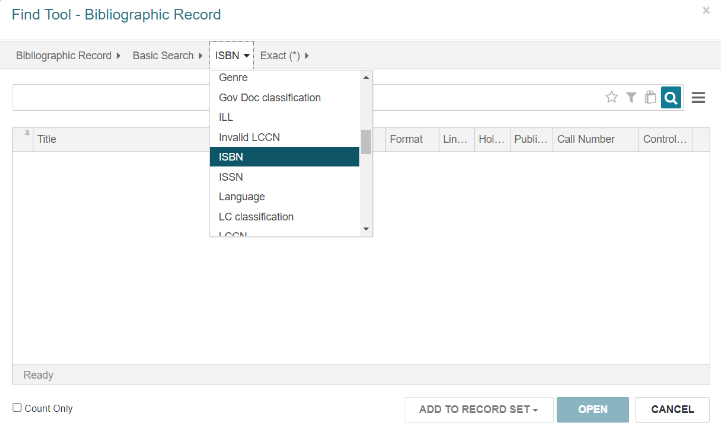 Find Tool - Bibliographic Record
Bibliographic Record Basic Search ISBN Exact (*)
Genre
Gov Doc classification
ILL
Invalid LCCN
ISBN
ISSN
Language
LC classification
LCCN
Title Format Lin... Hol... Publi... Call Number Control...
Ready
Count Only
ADD TO RECORD SET OPEN CANCEL